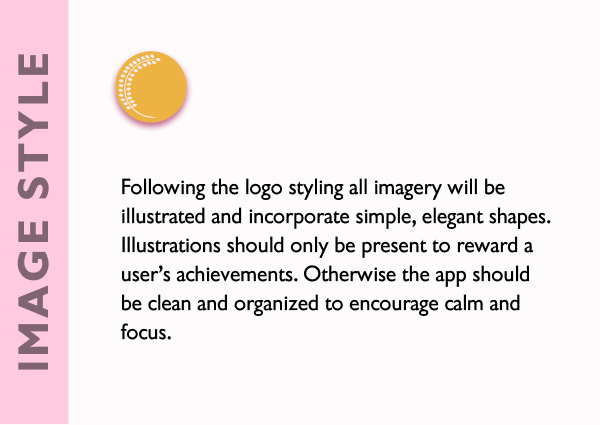 IMAGE STYLE
Following the logo styling all imagery will be
illustrated and incorporate simple, elegant shapes.
Illustrations should only be present to reward a
user’s achievements. Otherwise the app should
be clean and organized to encourage calm and
focus.